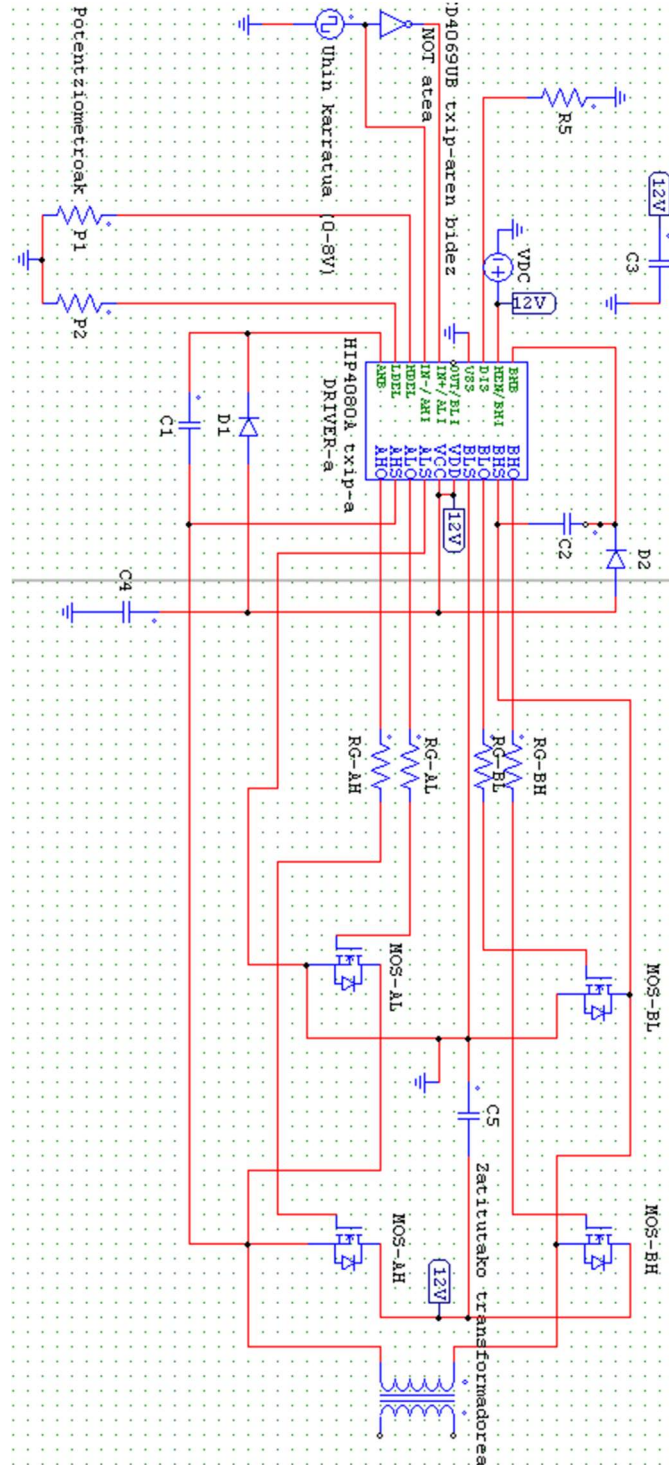 12V
C3
R5
VDC
12V
D4069UB txip-aren bidez
NOT atea
Uhin karratua (0-8V)
Potentziometroak
P1
P2
BHB
HEN/BHI
DIS
VSS
OUT/BLI
IN+/ALI
IN-/AHI
HDEL
LDEL
AHB
BHO
BHS
BLO
BLS
VDD
VCC
ALS
ALO
AHS
AHO
HIP4080A txip-a
DRIVER-a
12V
D2
C2
D1
C1
C4
RG-BH
RG-BL
RG-AL
RG-AH
MOS-BL
MOS-AL
C5
MOS-BH
MOS-AH
12V
Zatitutako transformadorea